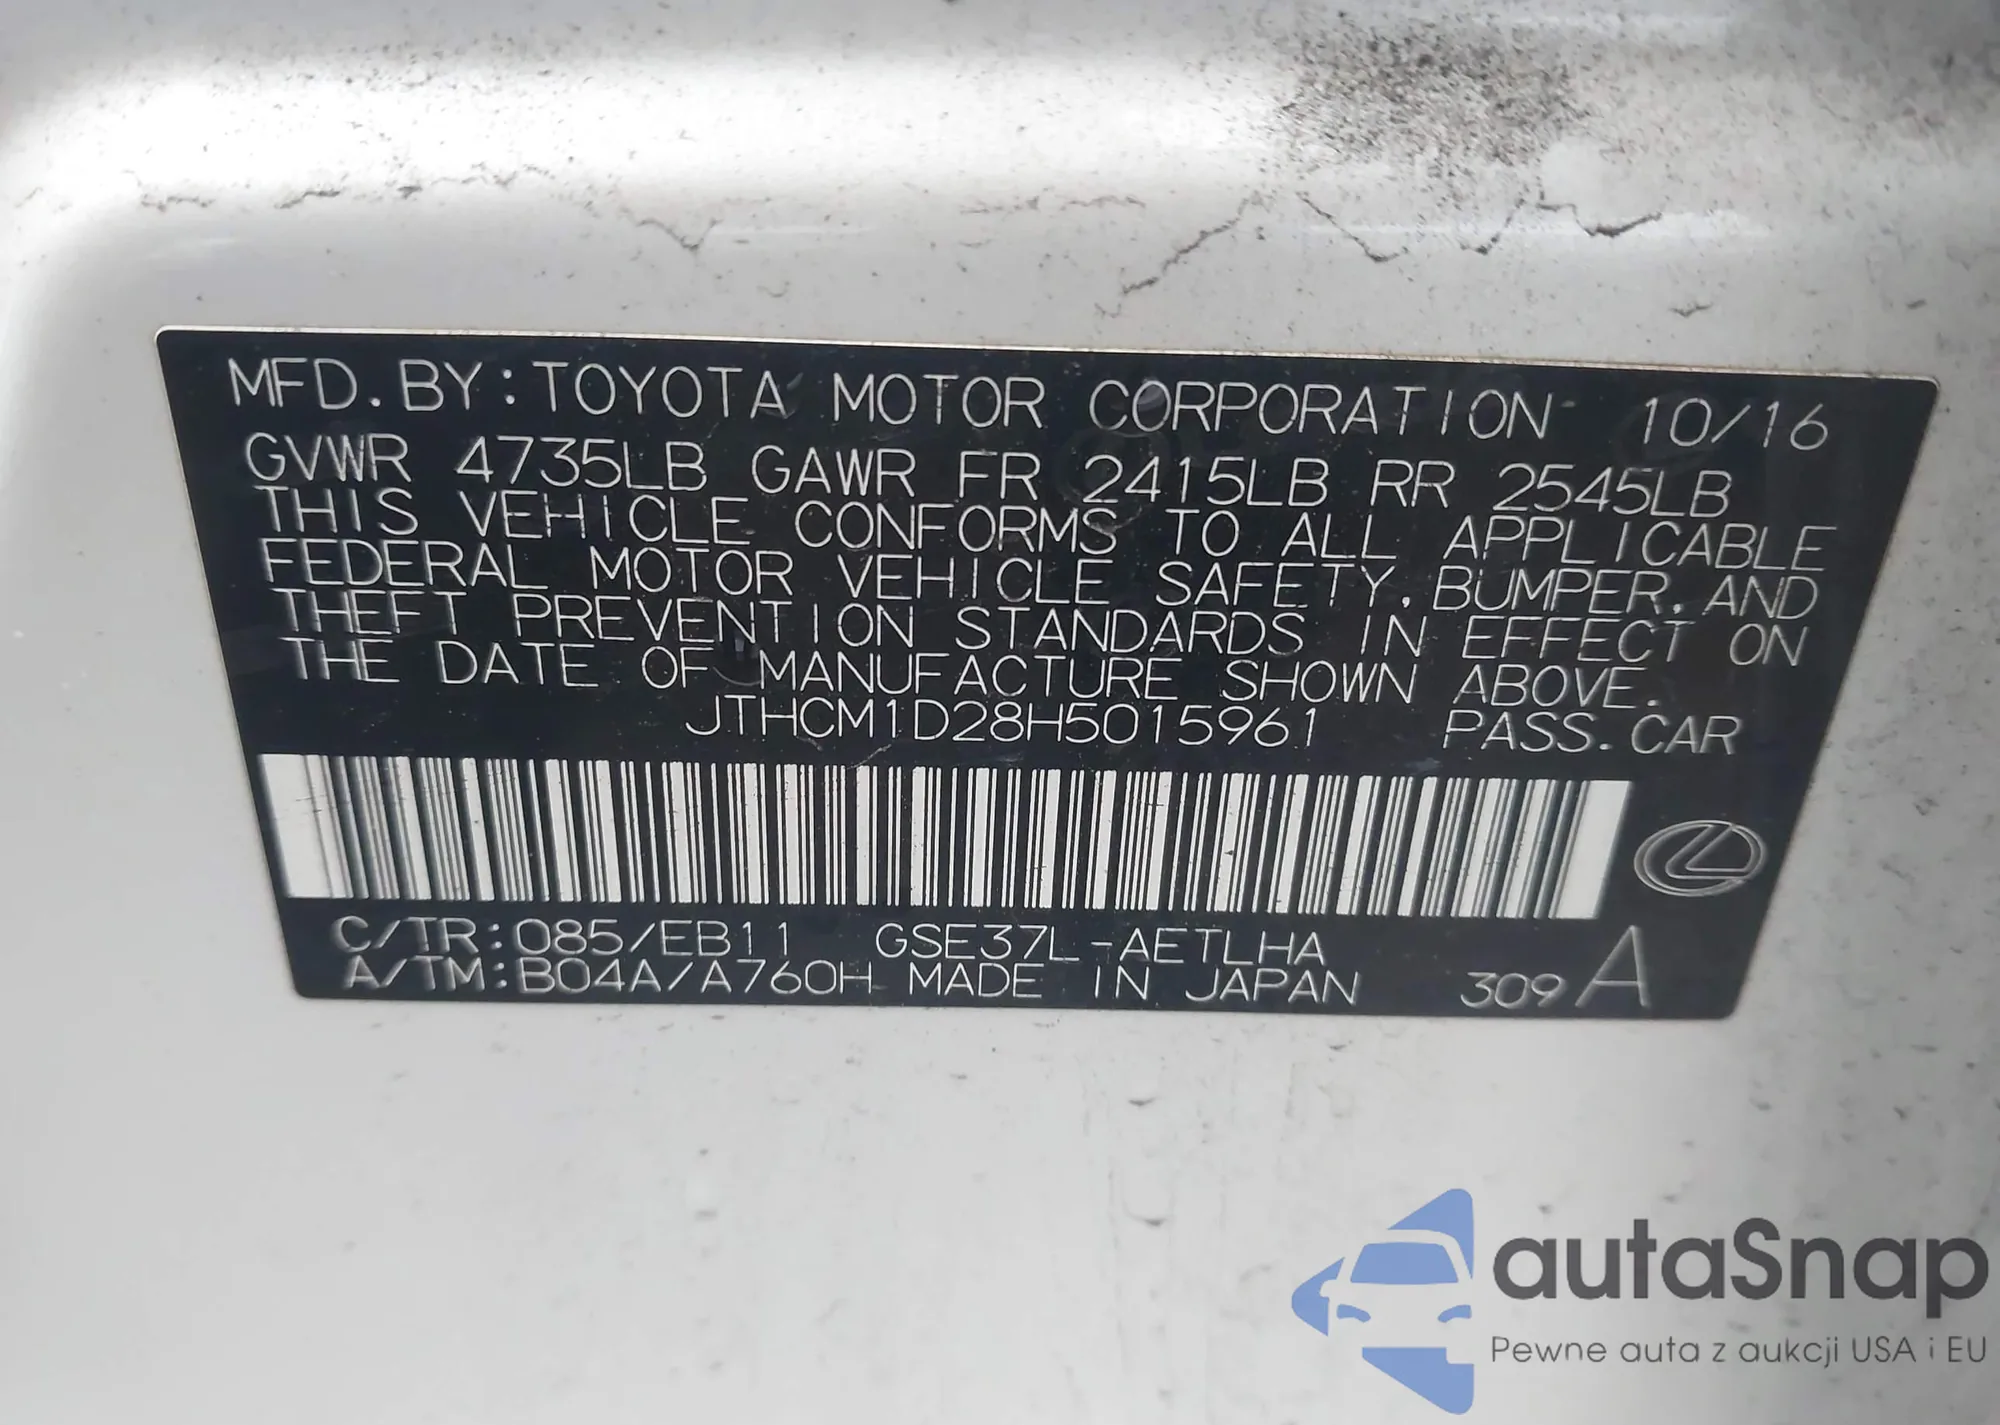 MFD. BY: TOYOTA MOTOR CORPORATION 10/16
GVWR 4735LB GAWR FR 2415LB RR 2545LB
THIS VEHICLE CONFORMS TO ALL APPLICABLE
FEDERAL MOTOR VEHICLE SAFETY, BUMPER, AND
THEFT PREVENTION STANDARDS IN EFFECT ON
THE DATE OF MANUFACTURE SHOWN ABOVE.
JTHCM1D28H5015961 PASS. CAR
C/TR: 085/EB11 GSE37L-AETLHA
A/TM: B04A/A760H MADE IN JAPAN 309 A
autaSnap
Pewne auta z aukcji USA i EU